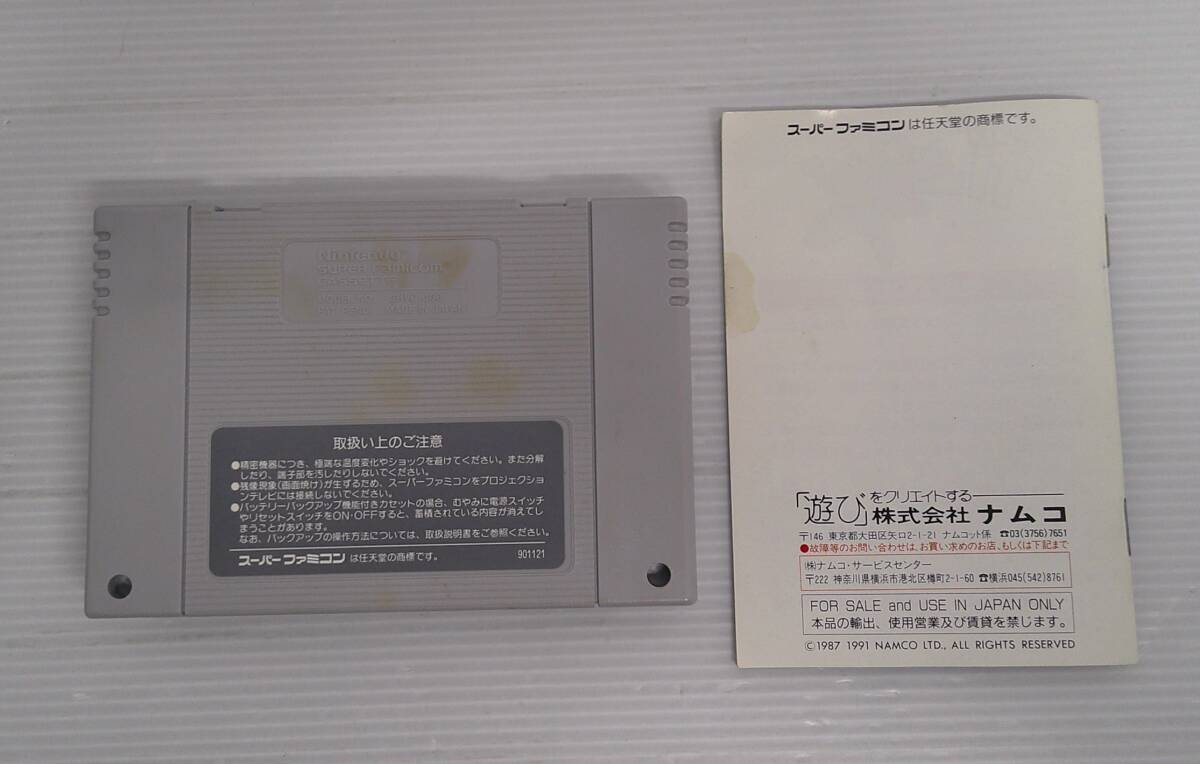 Nintendo
SUPER Famicom
CASSETTE
MADE IN JAPAN
取扱い上のご注意
●精密機器につき、極端な温度変化やショックを避けてください。また分解
したり、端子部を汚したりしないでください。
●残像現象(画面焼け)が生ずるため、スーパーファミコンをプロジェクショ
ンテレビには接続しないでください。
●バッテリーバックアップ機能付きカセットの場合、むやみに電源スイッチ
やリセットスイッチをON・OFFすると、蓄積されている内容が消えてし
まうことがあります。
なお、バックアップの操作方法については、取扱説明書をご参照ください。
スーパーファミコンは任天堂の商標です。 901121
スーパーファミコンは任天堂の商標です。
「遊び」をクリエイトする
株式会社 ナムコ
〒146 東京都大田区矢口2-1-21 ナムコット係 ☎03(3756)7651
●故障等のお問い合わせは、お買い求めのお店、もしくは下記まで
㈱ナムコ・サービスセンター
〒222 神奈川県横浜市港北区樽町2-1-60 ☎横浜045(542)8761
FOR SALE and USE IN JAPAN ONLY
本品の輸出、使用営業及び賃貸を禁じます。
©1987 1991 NAMCO LTD., ALL RIGHTS RESERVED